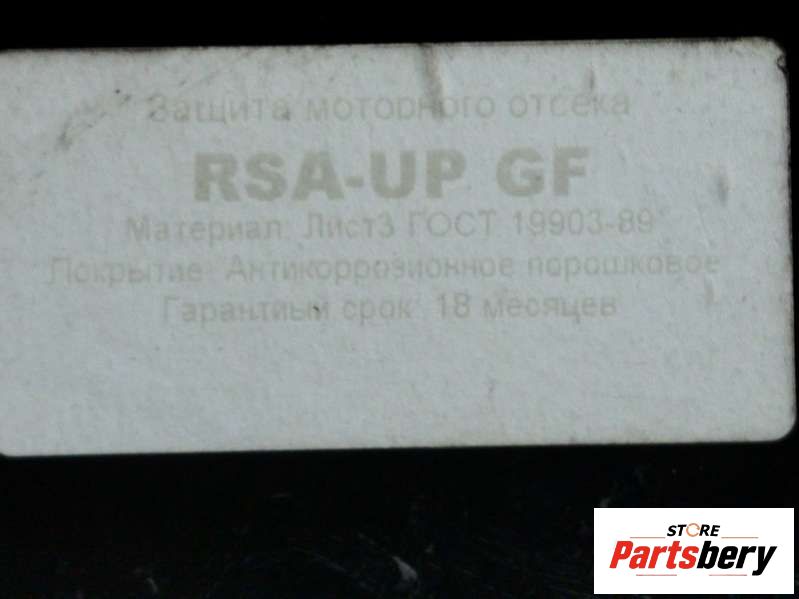 Защита моторного отсека
RSA-UP GF
Материал: Лист3 ГОСТ 19903-89*
Покрытие: Антикоррозионное порошковое
Гарантиый срок: 18 месяцев
STORE
Partsbery